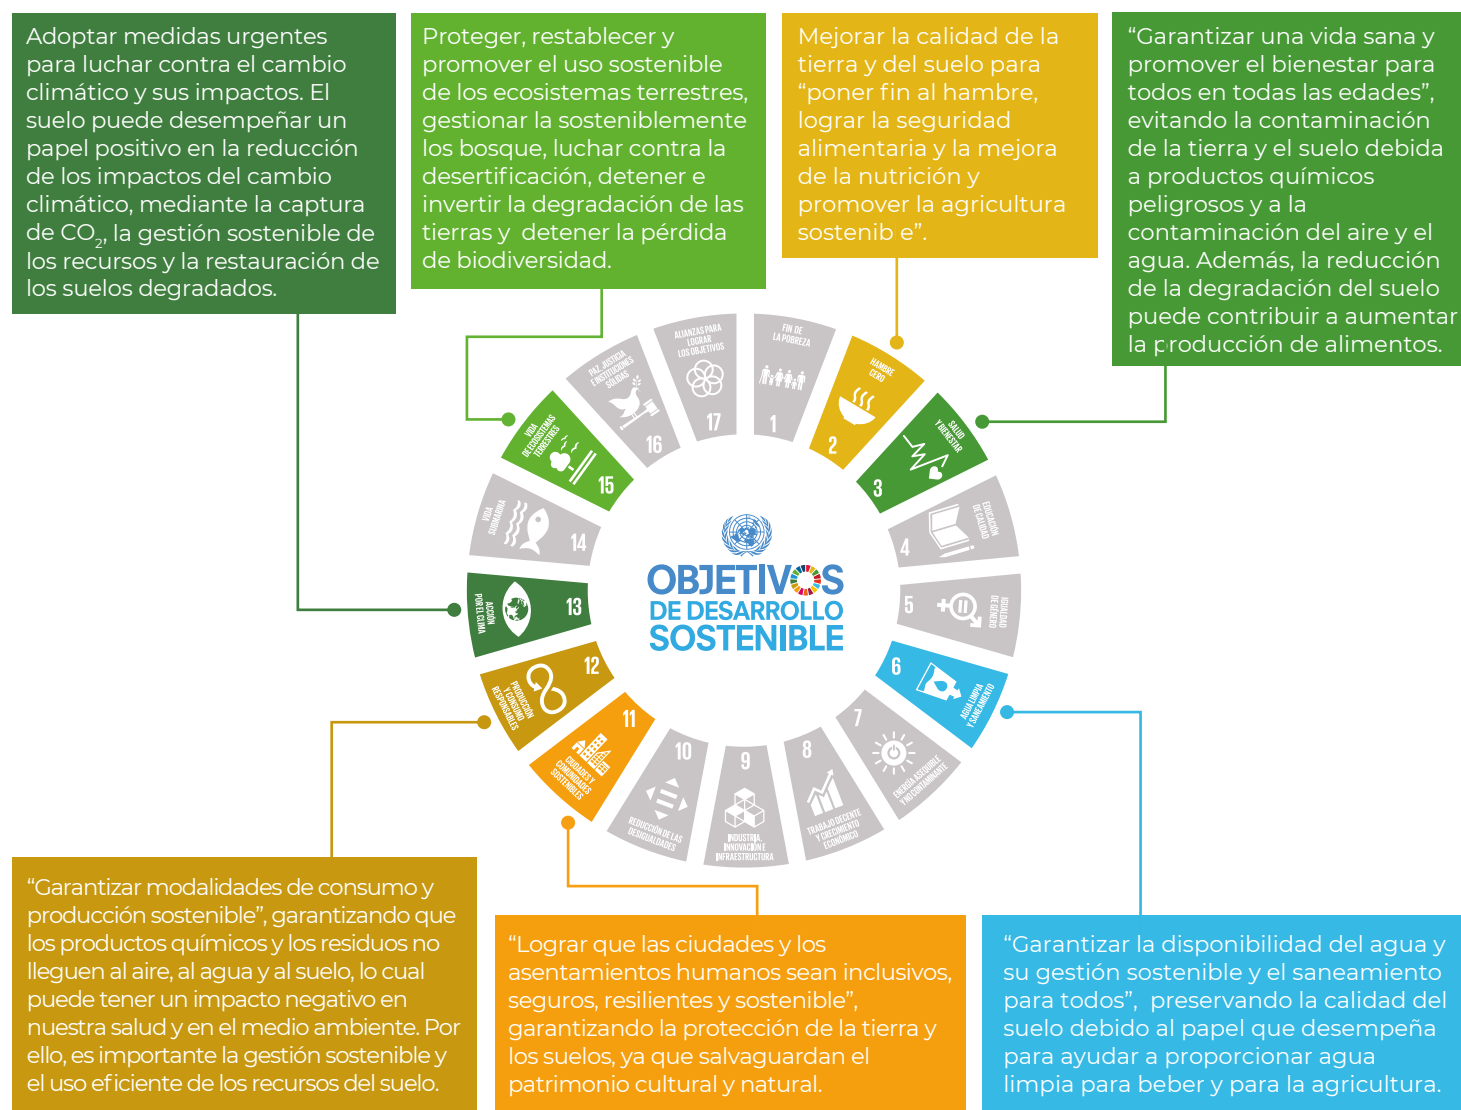 Adoptar medidas urgentes
para luchar contra el cambio
climático y sus impactos. El
suelo puede desempeñar un
papel positivo en la reducción
de los impactos del cambio
climático, mediante la captura
de CO2, la gestión sostenible de
los recursos y la restauración de
los suelos degradados.
Proteger, restablecer y
promover el uso sostenible
de los ecosistemas terrestres,
gestionar la sosteniblemente
los bosque, luchar contra la
desertificación, detener e
invertir la degradación de las
tierras y  detener la pérdida
de biodiversidad.
Mejorar la calidad de la
tierra y del suelo para
“poner fin al hambre,
lograr la seguridad
alimentaria y la mejora
de la nutrición y
promover la agricultura
sostenib e”.
“Garantizar una vida sana y
promover el bienestar para
todos en todas las edades”,
evitando la contaminación
de la tierra y el suelo debida
a productos químicos
peligrosos y a la
contaminación del aire y el
agua. Además, la reducción
de la degradación del suelo
puede contribuir a aumentar
la producción de alimentos.
FIN DE
LA POBREZA
1
HAMBRE
CERO
2
SALUD
Y BIENESTAR
3
EDUCACIÓN
DE CALIDAD
4
IGUALDAD
DE GÉNERO
5
6
AGUA LIMPIA
Y SANEAMIENTO
7
ENERGÍA ASEQUIBLE
Y NO CONTAMINANTE
8
TRABAJO DECENTE
Y CRECIMIENTO
ECONÓMICO
9
INDUSTRIA,
INNOVACIÓN E
INFRAESTRUCTURA
10
REDUCCIÓN DE LAS
DESIGUALDADES
11
CIUDADES Y
COMUNIDADES
SOSTENIBLES
12
PRODUCCIÓN
Y CONSUMO
RESPONSABLES
13
ACCIÓN
POR EL CLIMA
14
VIDA
SUBMARINA
15
VIDA
DE ECOSISTEMAS
TERRESTRES
16
PAZ, JUSTICIA
E INSTITUCIONES
SÓLIDAS
17
ALIANZAS PARA
LOGRAR
LOS OBJETIVOS
OBJETIVOS
DE DESARROLLO
SOSTENIBLE
“Garantizar modalidades de consumo y
producción sostenible”, garantizando que
los productos químicos y los residuos no
lleguen al aire, al agua y al suelo, lo cual
puede tener un impacto negativo en
nuestra salud y en el medio ambiente. Por
ello, es importante la gestión sostenible y
el uso eficiente de los recursos del suelo.
“Lograr que las ciudades y los
asentamientos humanos sean inclusivos,
seguros, resilientes y sostenible”,
garantizando la protección de la tierra y
los suelos, ya que salvaguardan el
patrimonio cultural y natural.
“Garantizar la disponibilidad del agua y
su gestión sostenible y el saneamiento
para todos”,  preservando la calidad del
suelo debido al papel que desempeña
para ayudar a proporcionar agua
limpia para beber y para la agricultura.